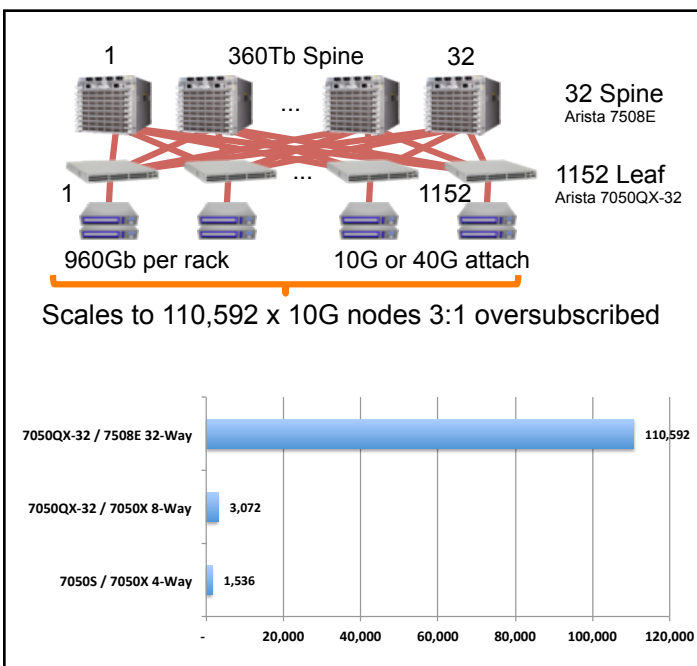 1 360Tb Spine 32
...
32 Spine
Arista 7508E
...
1 1152
1152 Leaf
Arista 7050QX-32
960Gb per rack 10G or 40G attach
Scales to 110,592 x 10G nodes 3:1 oversubscribed
7050QX-32 / 7508E 32-Way 110,592
7050QX-32 / 7050X 8-Way 3,072
7050S / 7050X 4-Way 1,536
- 20,000 40,000 60,000 80,000 100,000 120,000